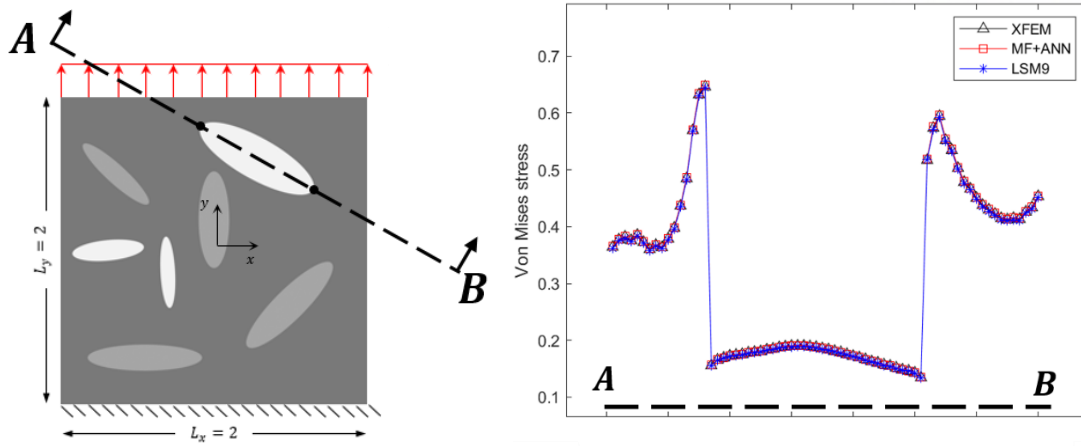 A
y
x
B
L_y = 2
L_x = 2
XFEM
MF+ANN
LSM9
0.7
0.6
0.5
0.4
0.3
0.2
0.1
Von Mises stress
A
B